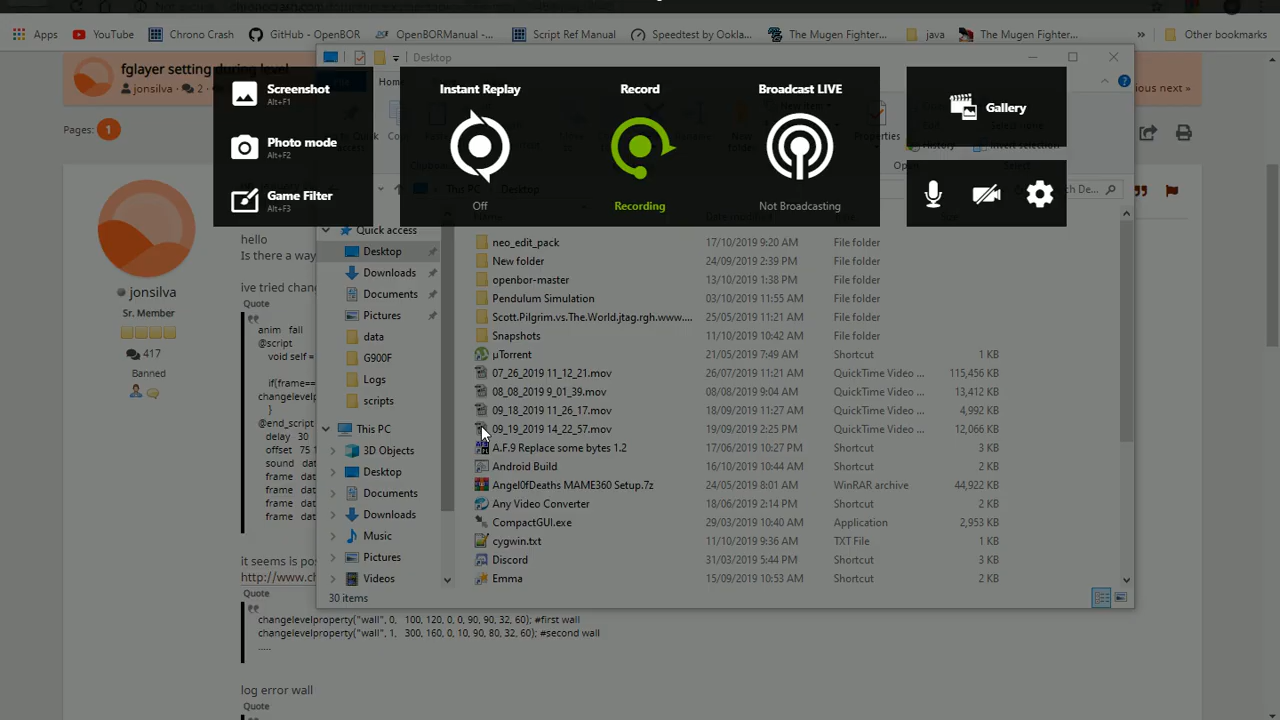 Apps YouTube Chrono Crash GitHub - OpenBOR OpenBORManual -... Script Ref Manual Speedtest by Ookla... The Mugen Fighter... java The Mugen Fighter... » Other bookmarks
Desktop
fglayer setting during level
jonsilva 2
ious next »
Pages: 1
Screenshot
Alt+F1
Photo mode
Alt+F2
Game Filter
Alt+F3
Instant Replay
Off
Record
Recording
Broadcast LIVE
Not Broadcasting
Gallery
Properties
History
Select
This PC Desktop
jonsilva
Sr. Member
417
Banned
hello
Is there a way
ive tried chan
Quote
anim fall
@script
void self =
if(frame==
changelevelp
}
@end_script
delay 30
offset 75 1
sound dat
frame dat
frame dat
frame dat
frame dat
it seems is pos
http://www.ch
Quote
changelevelproperty("wall", 0, 100, 120, 0, 0, 90, 90, 32, 60); #first wall
changelevelproperty("wall", 1, 300, 160, 0, 10, 90, 80, 32, 60); #second wall
.....
log error wall
Quote
Quick access
Desktop
Downloads
Documents
Pictures
data
G900F
Logs
scripts
This PC
3D Objects
Desktop
Documents
Downloads
Music
Pictures
Videos
30 items
neo_edit_pack 17/10/2019 9:20 AM File folder
New folder 24/09/2019 2:39 PM File folder
openbor-master 13/10/2019 1:38 PM File folder
Pendulum Simulation 03/10/2019 11:55 AM File folder
Scott.Pilgrim.vs.The.World.jtag.rgh.www.... 25/05/2019 11:21 AM File folder
Snapshots 11/10/2019 10:42 AM File folder
µTorrent 21/05/2019 7:49 AM Shortcut 1 KB
07_26_2019 11_12_21.mov 26/07/2019 11:21 AM QuickTime Video ... 115,456 KB
08_08_2019 9_01_39.mov 08/08/2019 9:04 AM QuickTime Video ... 13,412 KB
09_18_2019 11_26_17.mov 18/09/2019 11:27 AM QuickTime Video ... 4,992 KB
09_19_2019 14_22_57.mov 19/09/2019 2:25 PM QuickTime Video ... 12,066 KB
A.F.9 Replace some bytes 1.2 17/06/2019 10:27 PM Shortcut 3 KB
Android Build 16/10/2019 10:44 AM Shortcut 2 KB
Angel0fDeaths MAME360 Setup.7z 24/05/2019 8:01 AM WinRAR archive 44,922 KB
Any Video Converter 18/06/2019 2:14 PM Shortcut 2 KB
CompactGUI.exe 29/03/2019 10:40 AM Application 2,953 KB
cygwin.txt 11/10/2019 9:36 AM TXT File 1 KB
Discord 31/03/2019 5:44 PM Shortcut 3 KB
Emma 15/09/2019 10:53 AM Shortcut 2 KB